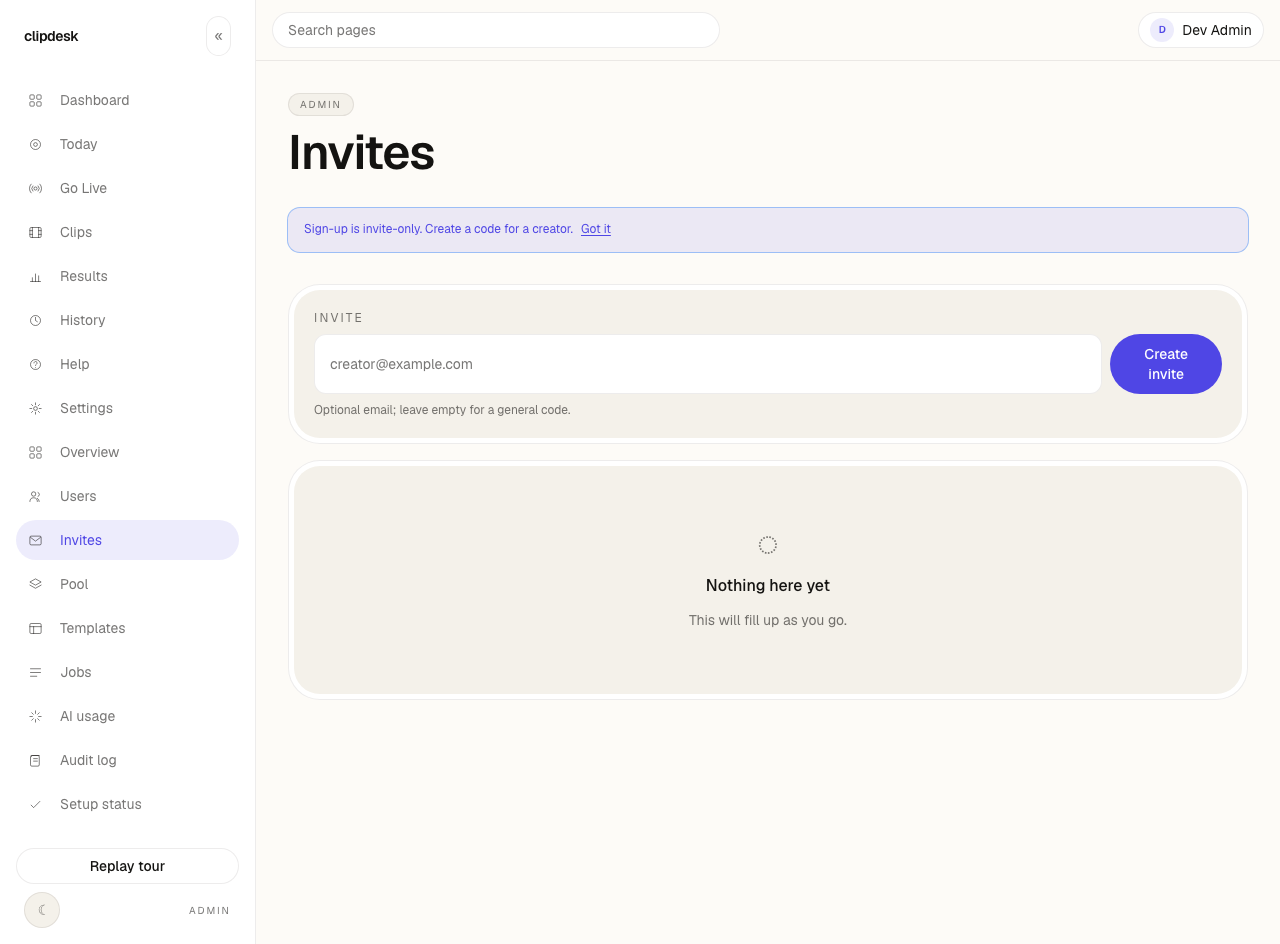 clipdesk
«
Search pages
D
Dev Admin
Dashboard
Today
Go Live
Clips
Results
History
Help
Settings
Overview
Users
Invites
Pool
Templates
Jobs
AI usage
Audit log
Setup status
Replay tour
ADMIN
ADMIN
Invites
Sign-up is invite-only. Create a code for a creator. Got it
INVITE
creator@example.com
Create
invite
Optional email; leave empty for a general code.
Nothing here yet
This will fill up as you go.